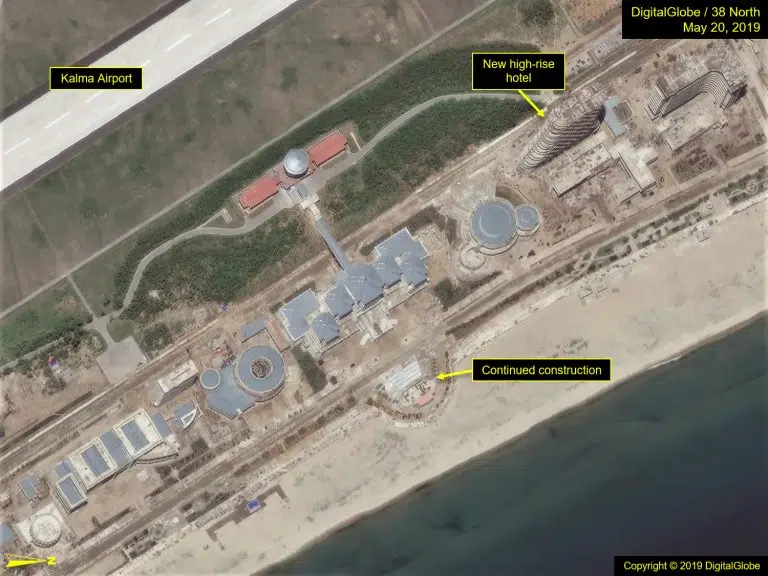 DigitalGlobe / 38 North
May 20, 2019
Kalma Airport
New high-rise
hotel
Continued construction
N
Copyright © 2019 DigitalGlobe